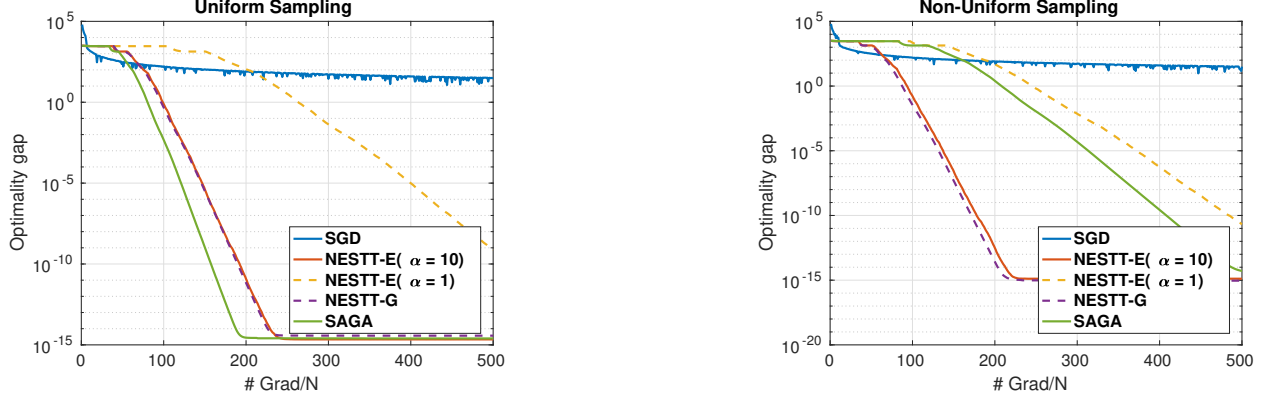 Uniform Sampling
10^5
10^0
10^-5
10^-10
10^-15
Optimality gap
0 100 200 300 400 500
# Grad/N
SGD
NESTT-E( α = 10)
NESTT-E( α = 1)
NESTT-G
SAGA
Non-Uniform Sampling
10^5
10^0
10^-5
10^-10
10^-15
10^-20
Optimality gap
0 100 200 300 400 500
# Grad/N
SGD
NESTT-E( α = 10)
NESTT-E( α = 1)
NESTT-G
SAGA